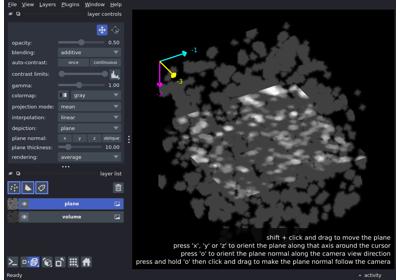 File View Layers Plugins Window Help
layer controls
opacity: 0.50
blending: additive
auto-contrast: once continuous
contrast limits:
gamma: 1.00
colormap: gray
projection mode: mean
interpolation: linear
depiction: plane
plane normal: x y z oblique
plane thickness: 10.00
rendering: average
layer list
plane
volume
-1
-3
shift + click and drag to move the plane
press 'x', 'y' or 'z' to orient the plane along that axis around the cursor
press 'o' to orient the plane normal along the camera view direction
press and hold 'o' then click and drag to make the plane normal follow the camera
Ready
activity